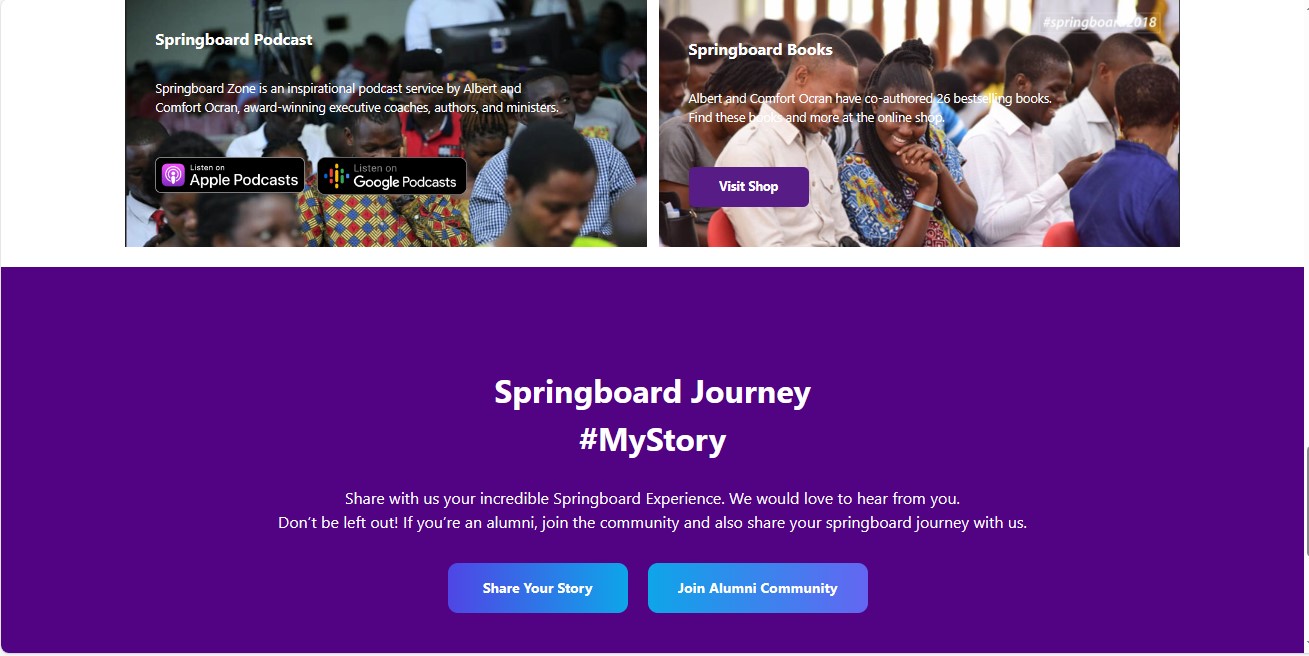 Springboard Podcast
Springboard Zone is an inspirational podcast service by Albert and
Comfort Ocran, award-winning executive coaches, authors, and ministers.
Listen on
Apple Podcasts
Listen on
Google Podcasts
#springboard2018
Springboard Books
Albert and Comfort Ocran have co-authored 26 bestselling books.
Find these books and more at the online shop.
Visit Shop
Springboard Journey
#MyStory
Share with us your incredible Springboard Experience. We would love to hear from you.
Don’t be left out! If you’re an alumni, join the community and also share your springboard journey with us.
Share Your Story
Join Alumni Community